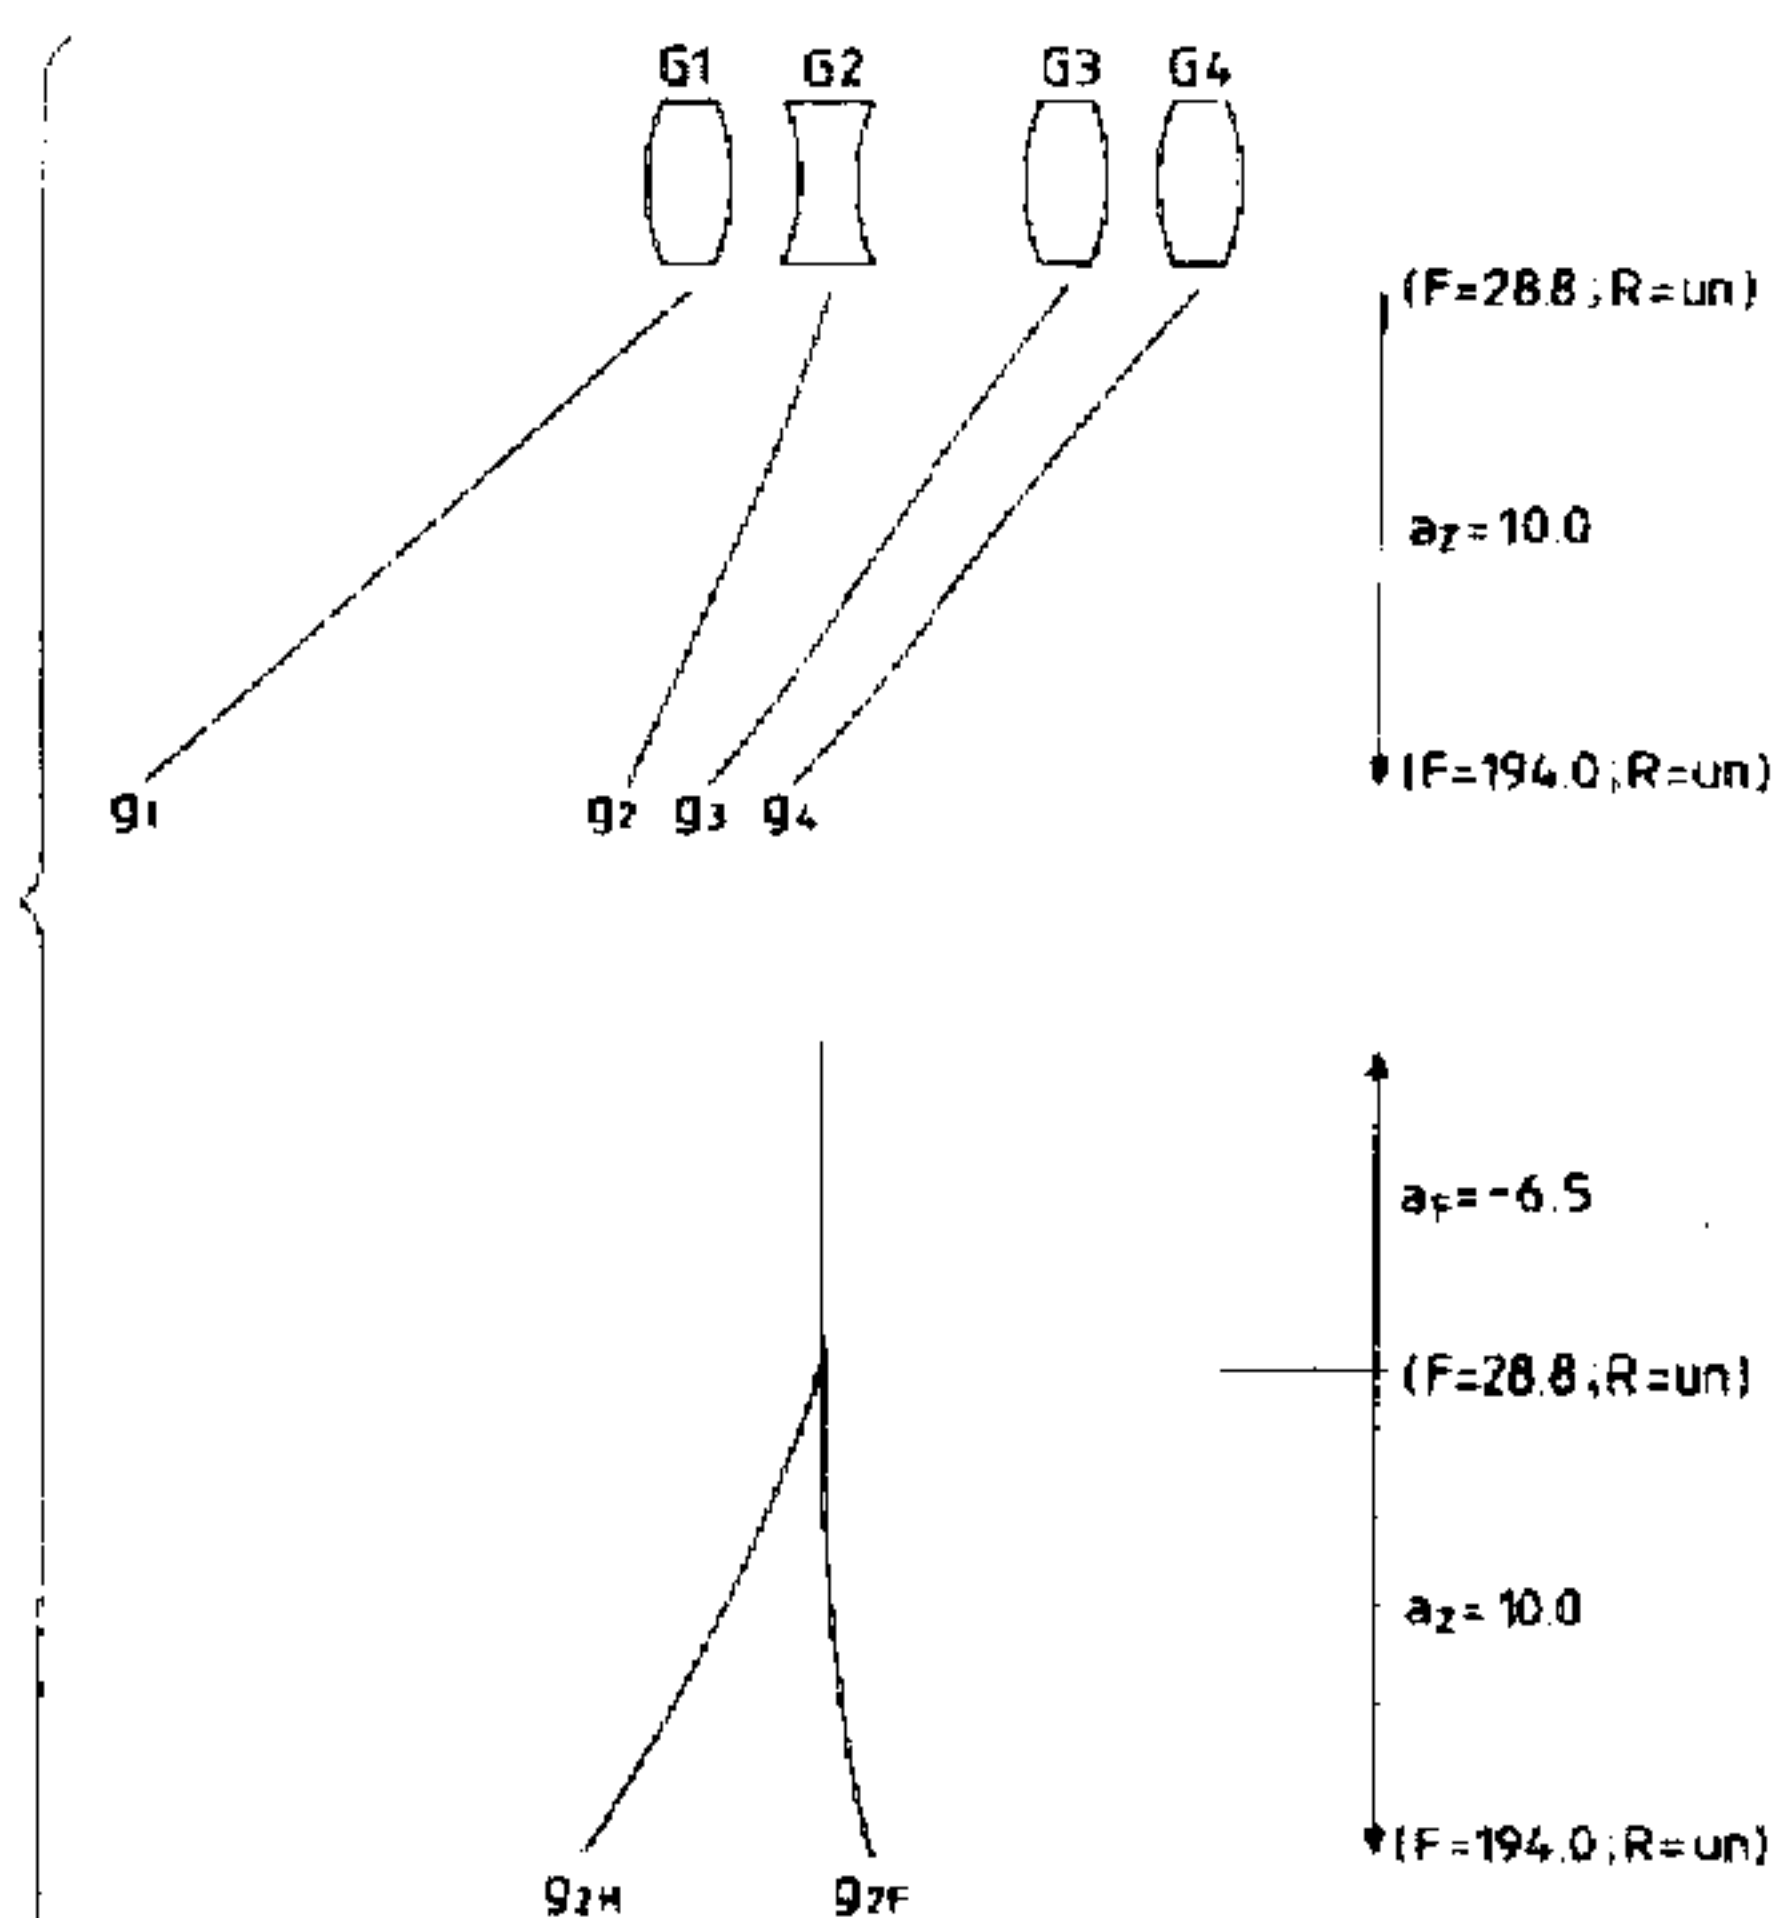 G1 G2 G3 G4
(F=28.8;R=un)
az=10.0
(F=194.0;R=un)
g1 g2 g3 g4
af=-6.5
(F=28.8;R=un)
az=10.0
(F=194.0;R=un)
g2H g2F